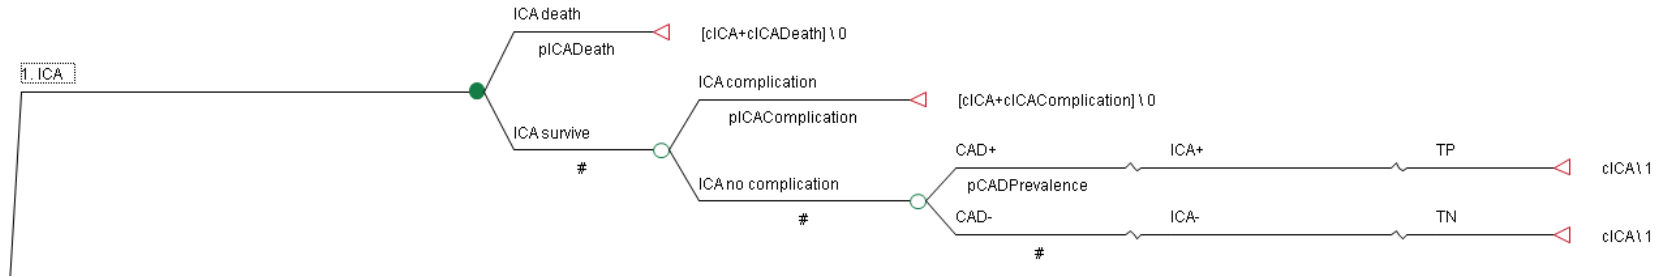 ICA death
[cICA+cICADeath] \ 0
pICADeath
1. ICA
ICA complication
[cICA+cICAComplication] \ 0
pICAComplication
ICA survive
#
CAD+
ICA+
TP
cICA \ 1
pCADPrevalence
ICA no complication
#
CAD-
ICA-
TN
cICA \ 1
#